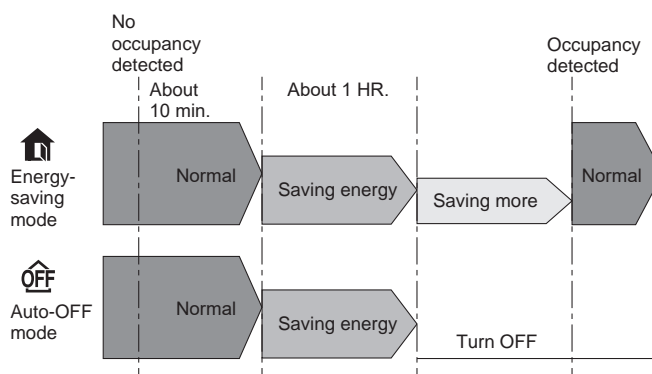 No
occupancy
detected
Occupancy
detected
About
10 min.
About 1 HR.
Energy-
saving
mode
Normal
Saving energy
Saving more
Normal
OFF
Auto-OFF
mode
Normal
Saving energy
Turn OFF